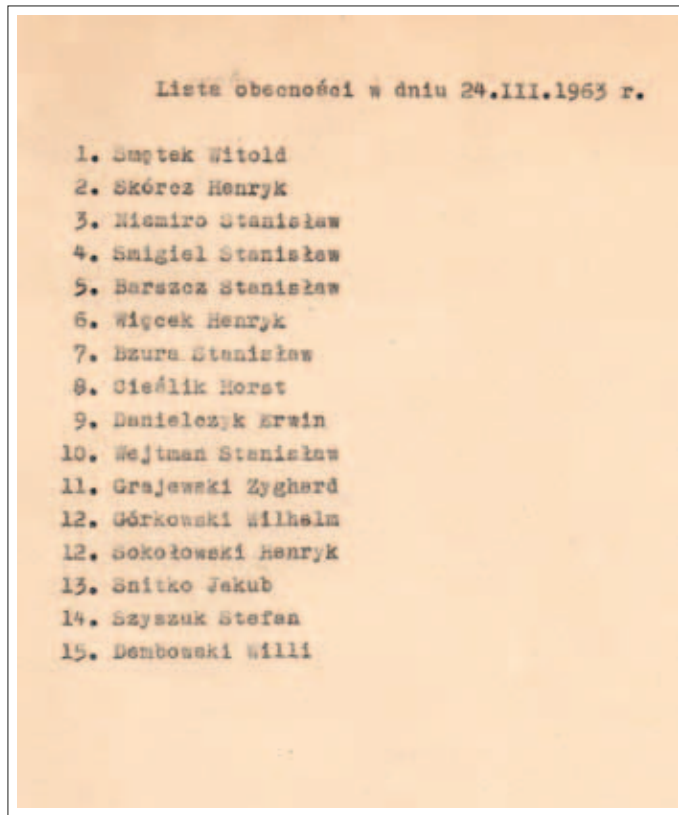 Lista obecności w dniu 24.III.1963 r.
1. Smętek Witold
2. Skórcz Henryk
3. Niemiro Stanisław
4. Smigiel Stanisław
5. Barszcz Stanisław
6. Więcek Henryk
7. Bzura Stanisław
8. Cieślik Horst
9. Danielczyk Erwin
10. Wejtman Stanisław
11. Grajewski Zyghard
12. Górkowski Wilhelm
12. Sokołowski Henryk
13. Snitko Jakub
14. Szyszuk Stefan
15. Dembowski Willi